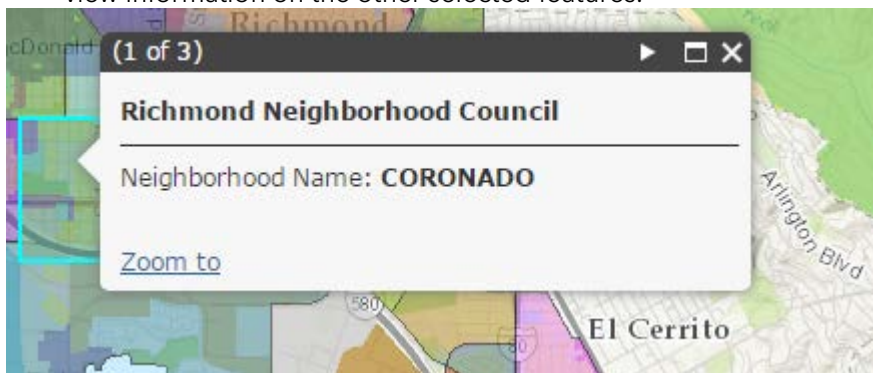 view information on the other selected features.
Richmond
cDonald
(1 of 3)
Richmond Neighborhood Council
Neighborhood Name: CORONADO
Zoom to
Arlington Blvd
580
80
El Cerrito